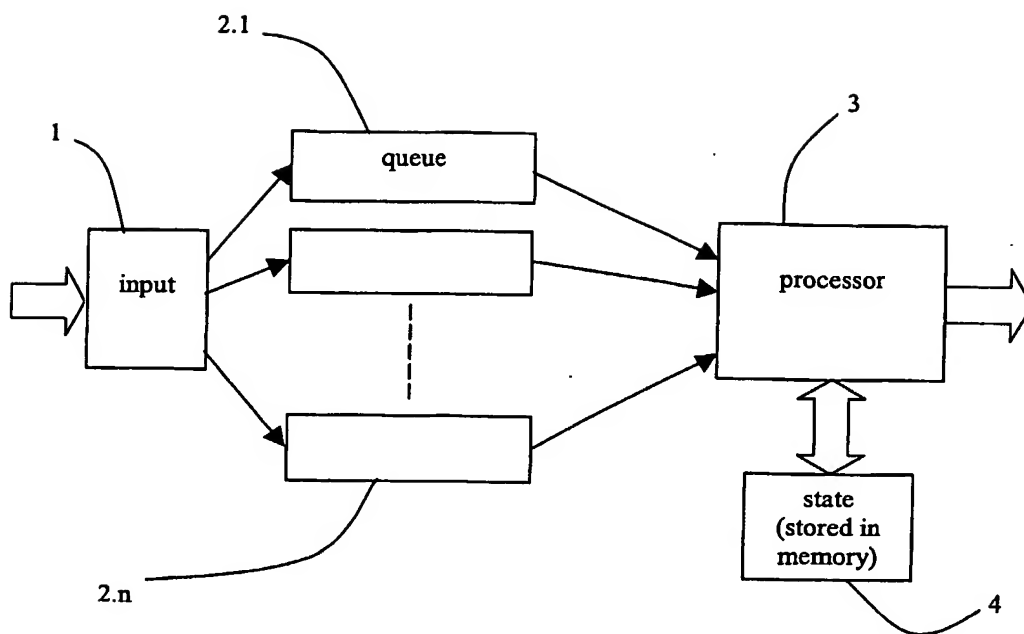 2.1
1
3
queue
input
processor
state
(stored in
memory)
2.n
4